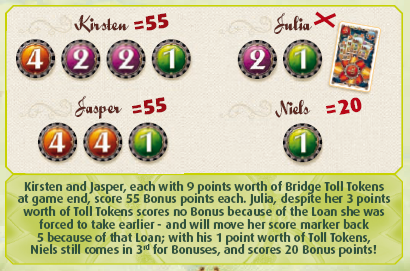 Kirsten =55
4 2 2 1
Julia X
2 1
Jasper =55
4 4 1
Niels =20
1
Kirsten and Jasper, each with 9 points worth of Bridge Toll Tokens
at game end, score 55 Bonus points each. Julia, despite her 3 points
worth of Toll Tokens scores no Bonus because of the Loan she was
forced to take earlier - and will move her score marker back
5 because of that Loan; with his 1 point worth of Toll Tokens,
Niels still comes in 3rd for Bonuses, and scores 20 Bonus points!